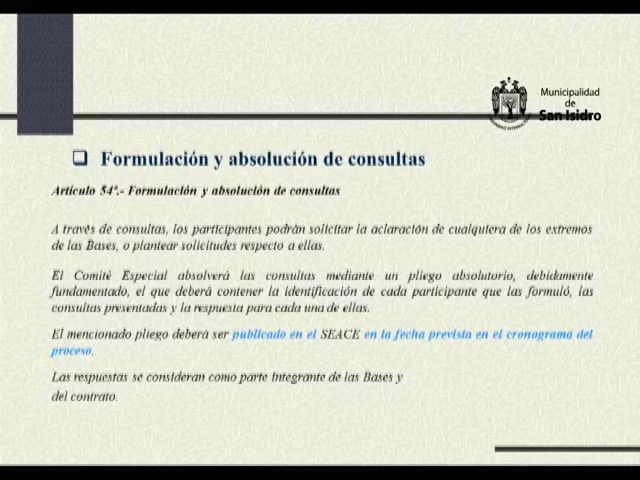 Municipalidad
de
San Isidro
❑ Formulación y absolución de consultas
Artículo 54º.- Formulación y absolución de consultas
A través de consultas, los participantes podrán solicitar la aclaración de cualquiera de los extremos
de las Bases, o plantear solicitudes respecto a ellas.
El Comité Especial absolverá las consultas mediante un pliego absolutorio, debidamente
fundamentado, el que deberá contener la identificación de cada participante que las formuló, las
consultas presentadas y la respuesta para cada una de ellas.
El mencionado pliego deberá ser publicado en el SEACE en la fecha prevista en el cronograma del
proceso.
Las respuestas se consideran como parte integrante de las Bases y
del contrato.